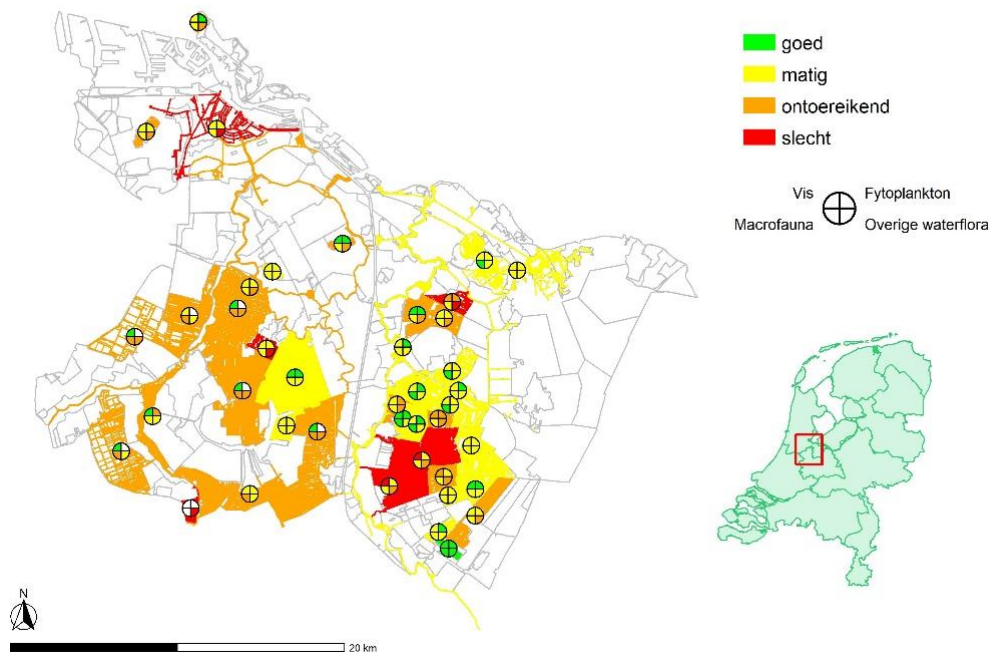 goed
matig
ontoereikend
slecht
Vis Fytoplankton
Macrofauna Overige waterflora
N
20 km